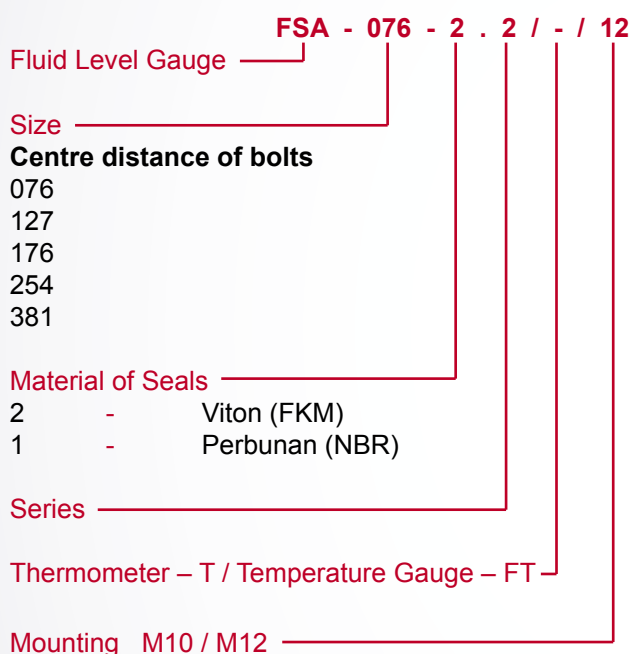 FSA - 076 - 2 . 2 / - / 12
Fluid Level Gauge
Size
Centre distance of bolts
076
127
176
254
381
Material of Seals
2 - Viton (FKM)
1 - Perbunan (NBR)
Series
Thermometer – T / Temperature Gauge – FT
Mounting M10 / M12